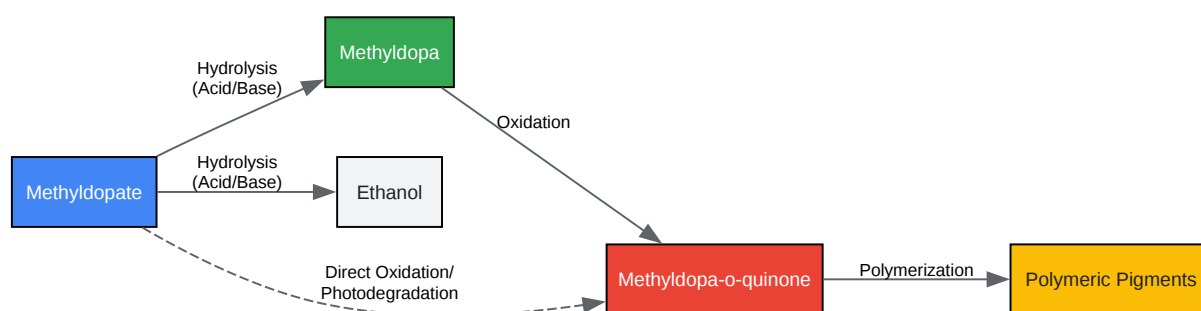 Methyldopa
Hydrolysis
(Acid/Base)
Oxidation
Methyldopate
Hydrolysis
(Acid/Base)
Ethanol
Direct Oxidation/
Photodegradation
Methyldopa-o-quinone
Polymerization
Polymeric Pigments